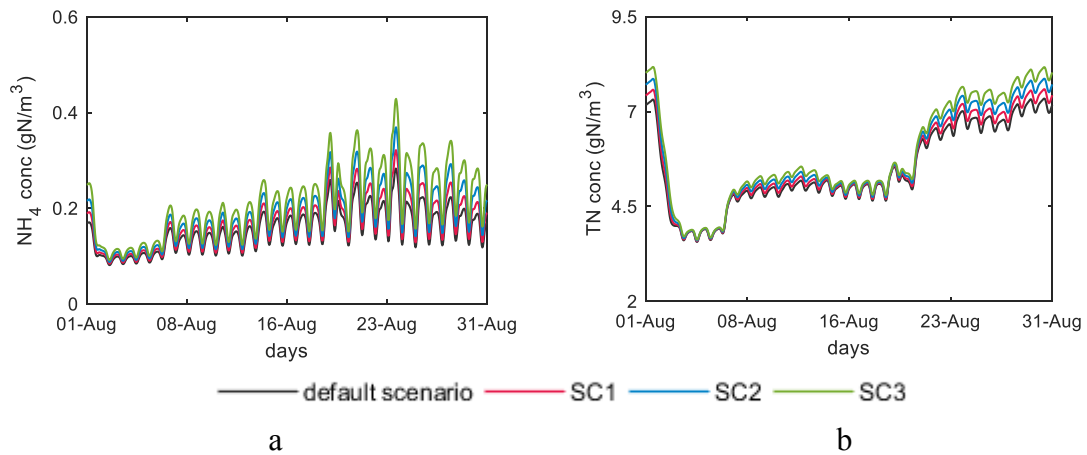 NH4 conc (gN/m3)
0.6
0.4
0.2
0
01-Aug 08-Aug 16-Aug 23-Aug 31-Aug
days
TN conc (gN/m3)
9.5
7
4.5
2
01-Aug 08-Aug 16-Aug 23-Aug 31-Aug
days
default scenario SC1 SC2 SC3
a b